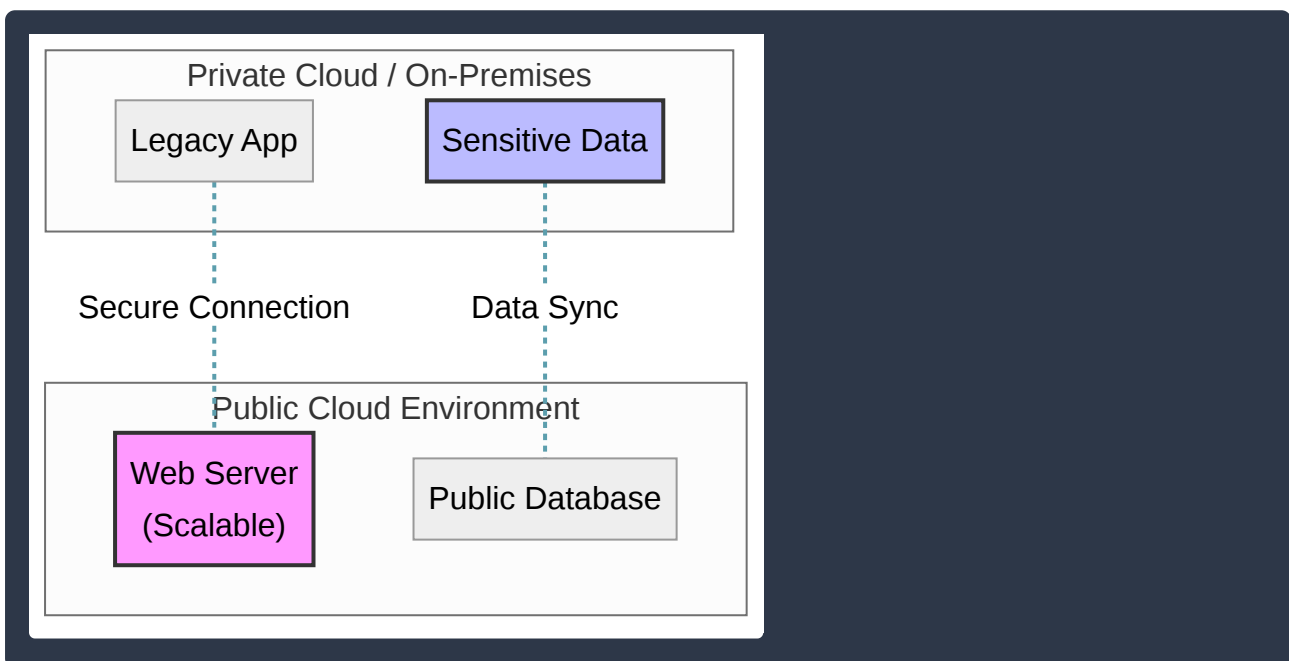 Private Cloud / On-Premises
Legacy App
Sensitive Data
Secure Connection
Data Sync
Public Cloud Environment
Web Server
(Scalable)
Public Database